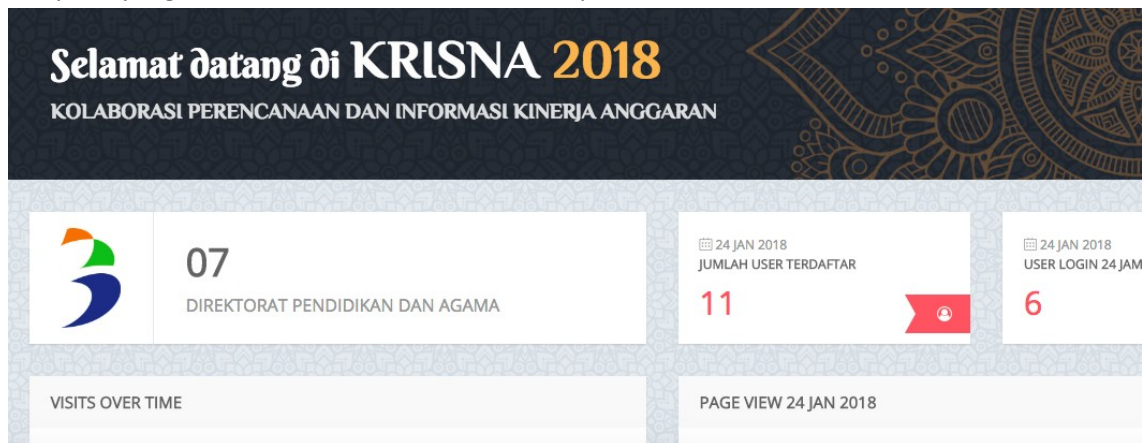 Selamat datang di KRISNA 2018
KOLABORASI PERENCANAAN DAN INFORMASI KINERJA ANGGARAN
07
DIREKTORAT PENDIDIKAN DAN AGAMA
24 JAN 2018
JUMLAH USER TERDAFTAR
11
24 JAN 2018
USER LOGIN 24 JAM
6
VISITS OVER TIME
PAGE VIEW 24 JAN 2018